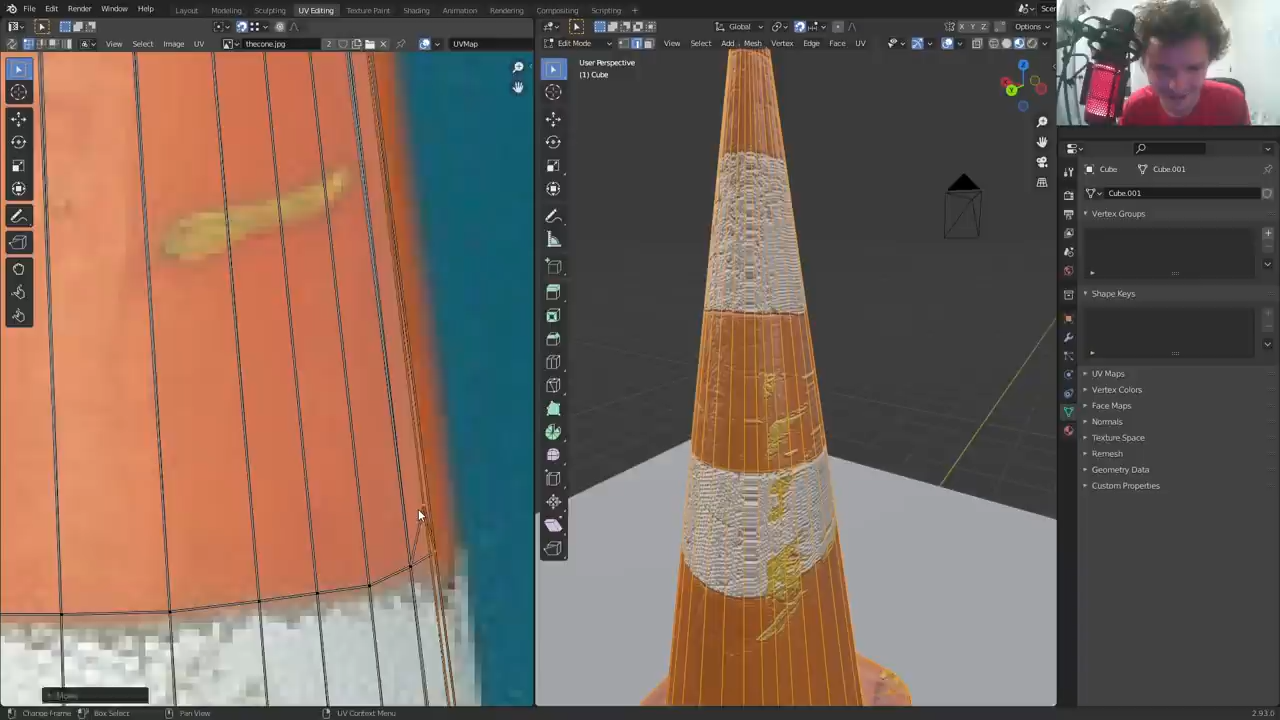 File Edit Render Window Help
Layout Modeling Sculpting UV Editing Texture Paint Shading Animation Rendering Compositing Scripting
Scen
Global
Options
View Select Image UV
thecone.jpg 2
UVMap
Edit Mode
View Select Add Mesh Vertex Edge Face UV
X Y Z
User Perspective
(1) Cube
Z
Y
Cube
Cube.001
Cube.001
Vertex Groups
Shape Keys
UV Maps
Vertex Colors
Face Maps
Normals
Texture Space
Remesh
Geometry Data
Custom Properties
Move
Change Frame
Box Select
Pan View
UV Context Menu
2.93.0